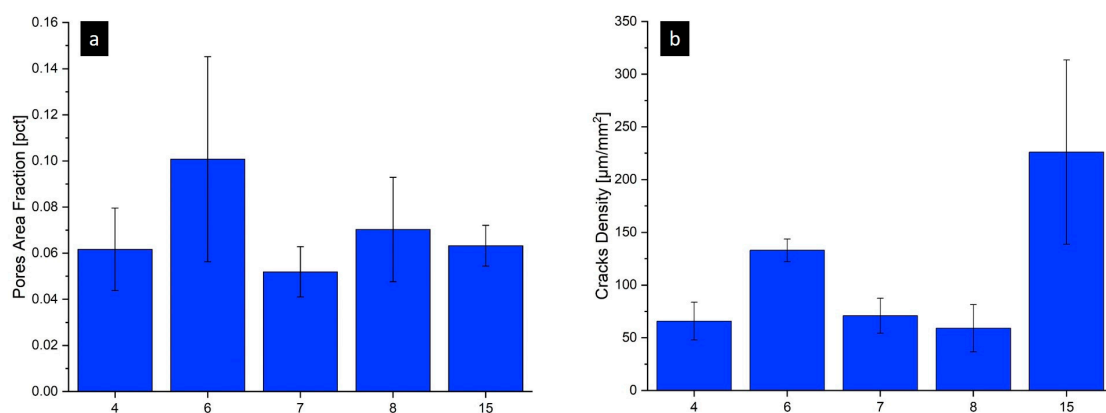 a
Pores Area Fraction [pct]
0.16
0.14
0.12
0.10
0.08
0.06
0.04
0.02
0.00
4 6 7 8 15
b
Cracks Density [µm/mm²]
350
300
250
200
150
100
50
0
4 6 7 8 15